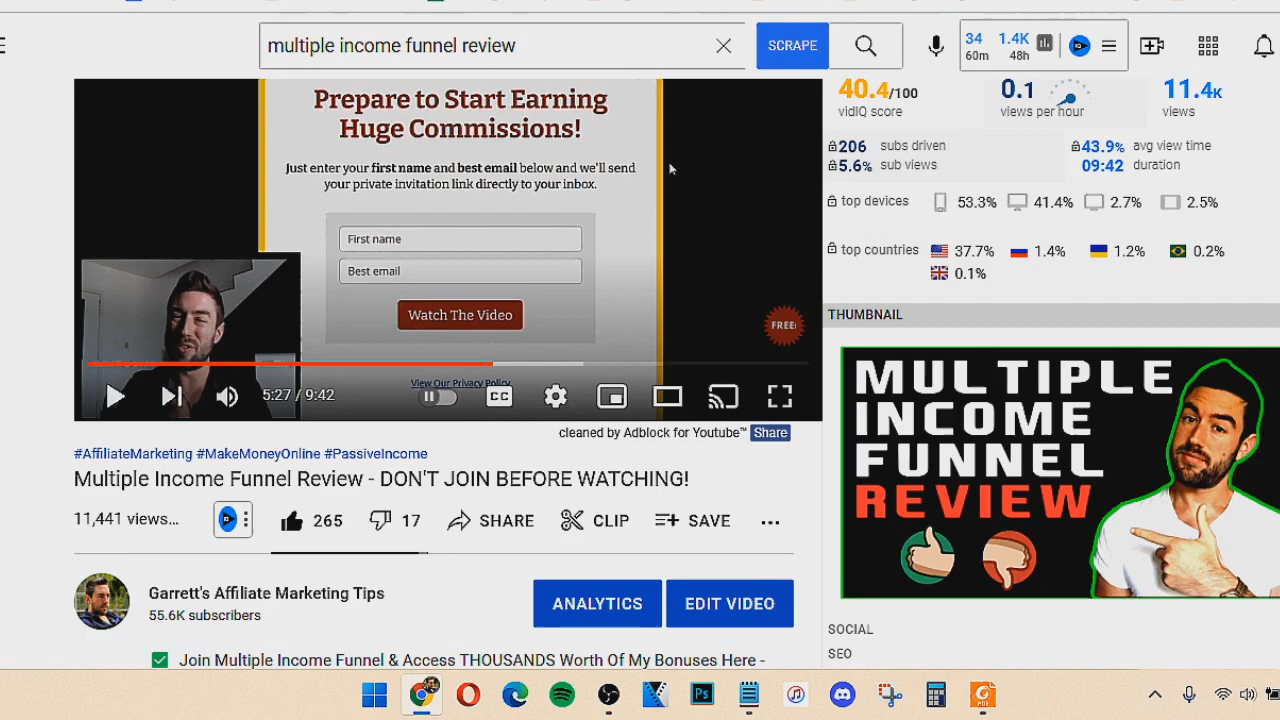 multiple income funnel review
SCRAPE
34 1.4K
60m 48h
Prepare to Start Earning
Huge Commissions!
Just enter your first name and best email below and we'll send
your private invitation link directly to your inbox.
First name
Best email
Watch The Video
FREE!
View Our Privacy Policy
5:27 / 9:42
CC
cleaned by Adblock for Youtube™ Share
#AffiliateMarketing #MakeMoneyOnline #PassiveIncome
Multiple Income Funnel Review - DON'T JOIN BEFORE WATCHING!
11,441 views...
265
17
SHARE
CLIP
SAVE
Garrett's Affiliate Marketing Tips
55.6K subscribers
ANALYTICS
EDIT VIDEO
Join Multiple Income Funnel & Access THOUSANDS Worth Of My Bonuses Here -
40.4/100
vidIQ score
0.1
views per hour
11.4K
views
206 subs driven
5.6% sub views
43.9% avg view time
09:42 duration
top devices 53.3% 41.4% 2.7% 2.5%
top countries 37.7% 1.4% 1.2% 0.2%
0.1%
THUMBNAIL
MULTIPLE
INCOME
FUNNEL
REVIEW
SOCIAL
SEO
Ps
PDF